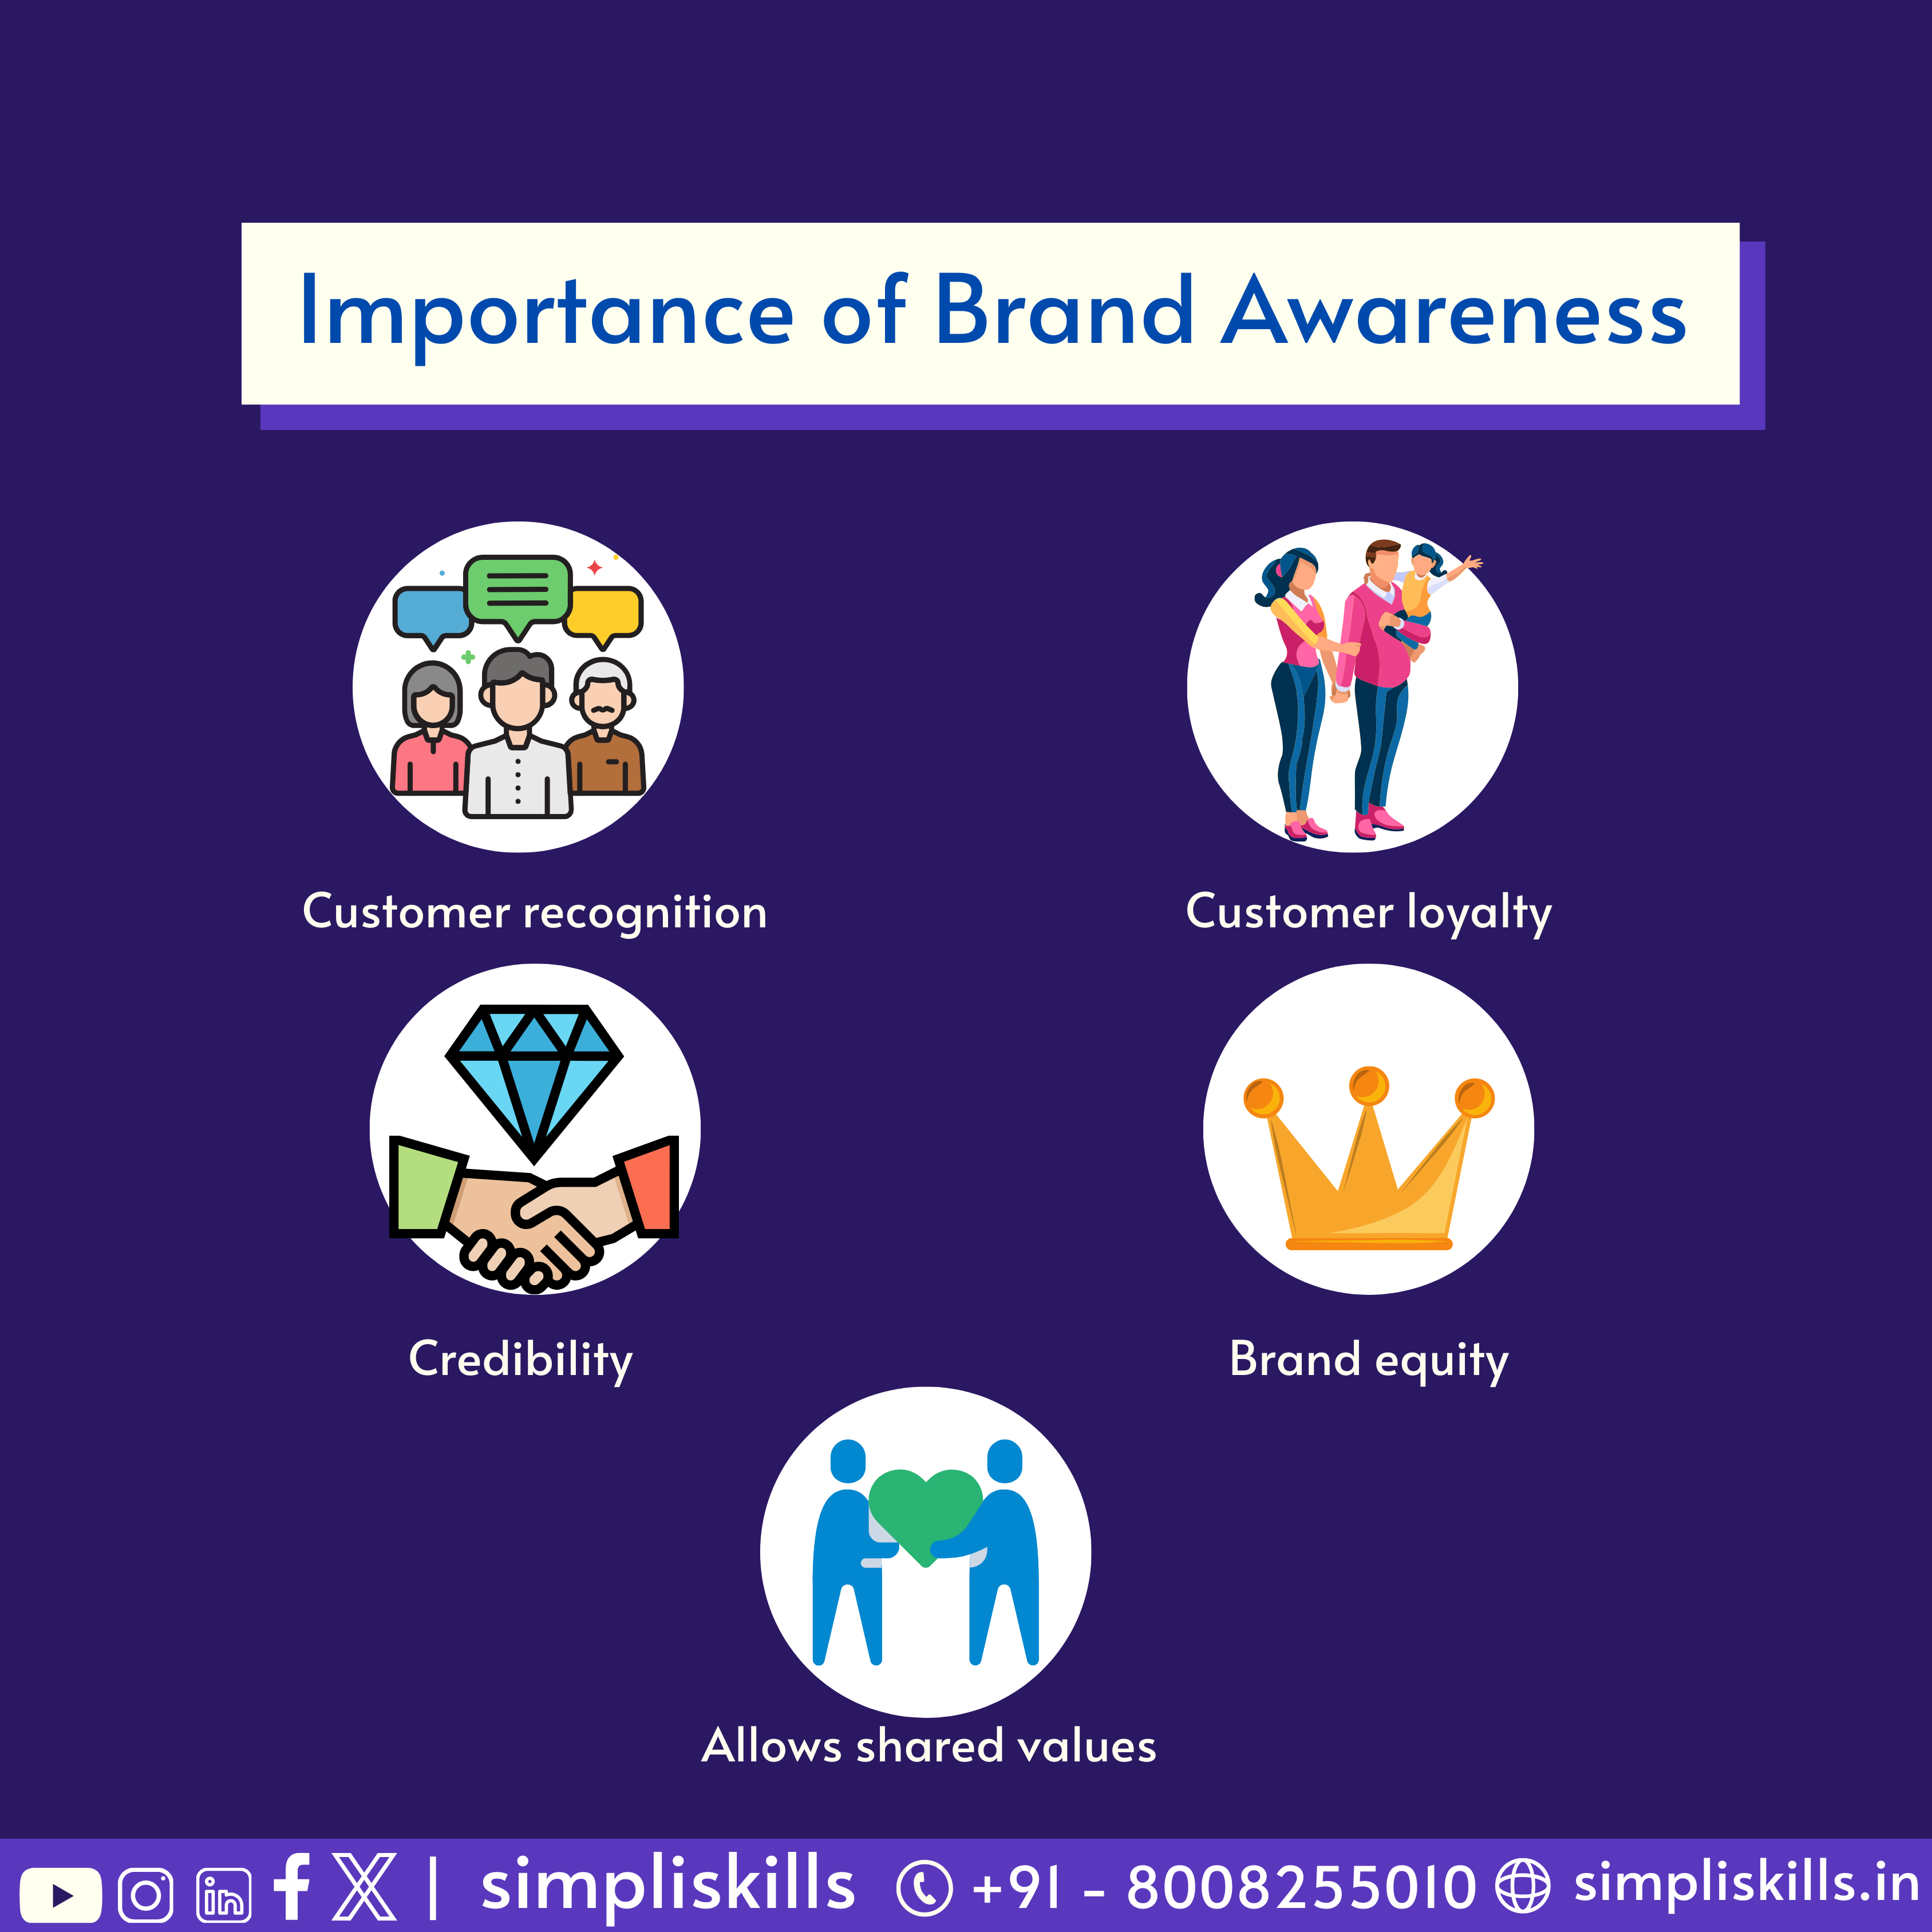 Importance of Brand Awareness
Customer recognition
Customer loyalty
Credibility
Brand equity
Allows shared values
| simpliskills +91 - 8008255010 simpliskills.in